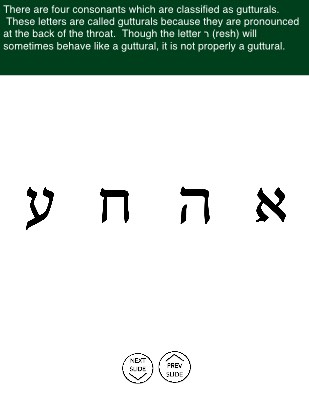 There are four consonants which are classified as gutturals.
These letters are called gutturals because they are pronounced
at the back of the throat. Though the letter ר (resh) will
sometimes behave like a guttural, it is not properly a guttural.
א ה ח ע
NEXT SLIDE
PREV SLIDE